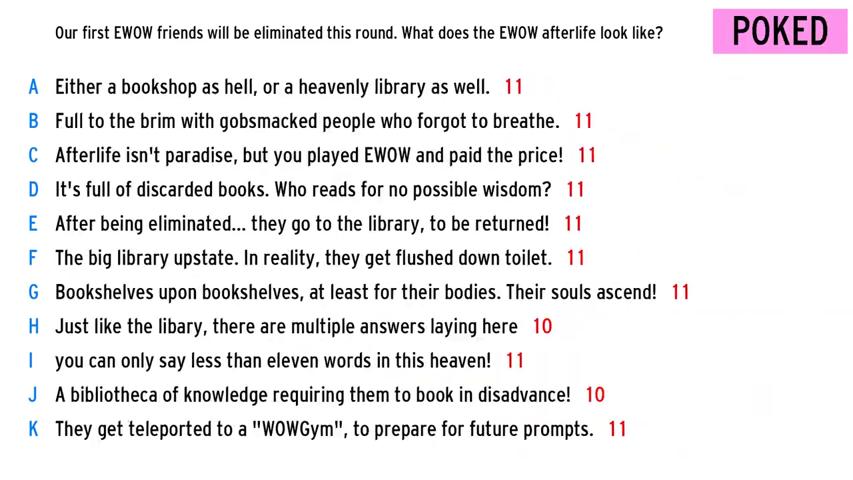 Our first EWOW friends will be eliminated this round. What does the EWOW afterlife look like?
POKED
A Either a bookshop as hell, or a heavenly library as well. 11
B Full to the brim with gobsmacked people who forgot to breathe. 11
C Afterlife isn't paradise, but you played EWOW and paid the price! 11
D It's full of discarded books. Who reads for no possible wisdom? 11
E After being eliminated... they go to the library, to be returned! 11
F The big library upstate. In reality, they get flushed down toilet. 11
G Bookshelves upon bookshelves, at least for their bodies. Their souls ascend! 11
H Just like the libary, there are multiple answers laying here 10
I you can only say less than eleven words in this heaven! 11
J A bibliotheca of knowledge requiring them to book in disadvance! 10
K They get teleported to a "WOWGym", to prepare for future prompts. 11